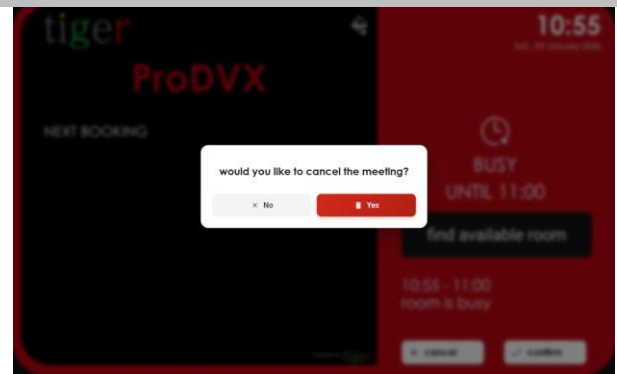 tiger
10:55
ProDVX
NEXT BOOKING
BUSY
UNTIL 11:00
would you like to cancel the meeting?
× No
Yes
find available room
10:55 - 11:00
room is busy
× cancel
✓ confirm